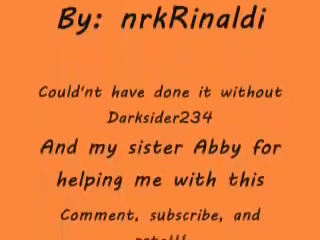 By: nrkRinaldi
Could'nt have done it without
Darksider234
And my sister Abby for
helping me with this
Comment, subscribe, and